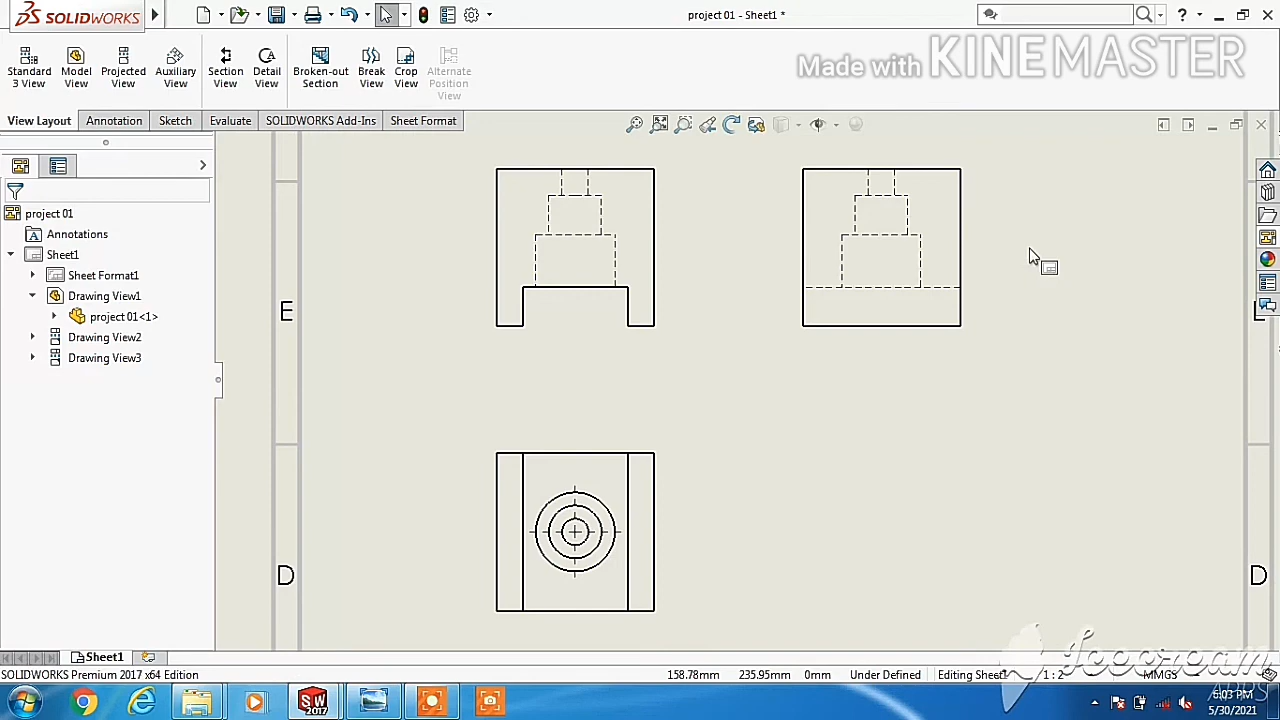 SOLIDWORKS
project 01 - Sheet1 *
Made with KINEMASTER
Standard 3 View
Model View
Projected View
Auxiliary View
Section View
Detail View
Broken-out Section
Break View
Crop View
Alternate Position View
View Layout
Annotation
Sketch
Evaluate
SOLIDWORKS Add-Ins
Sheet Format
project 01
Annotations
Sheet1
Sheet Format1
Drawing View1
project 01<1>
Drawing View2
Drawing View3
E
D
D
Sheet1
SOLIDWORKS Premium 2017 x64 Edition
158.78mm
235.95mm
0mm
Under Defined
Editing Sheet1
1 : 2
MMGS
SW
2017
6:03 PM
5/30/2021